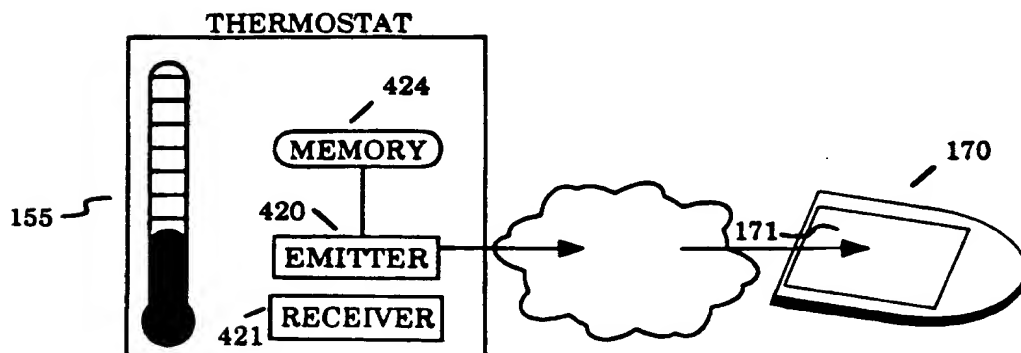 THERMOSTAT
424
MEMORY
170
155
420
171
EMITTER
RECEIVER
421